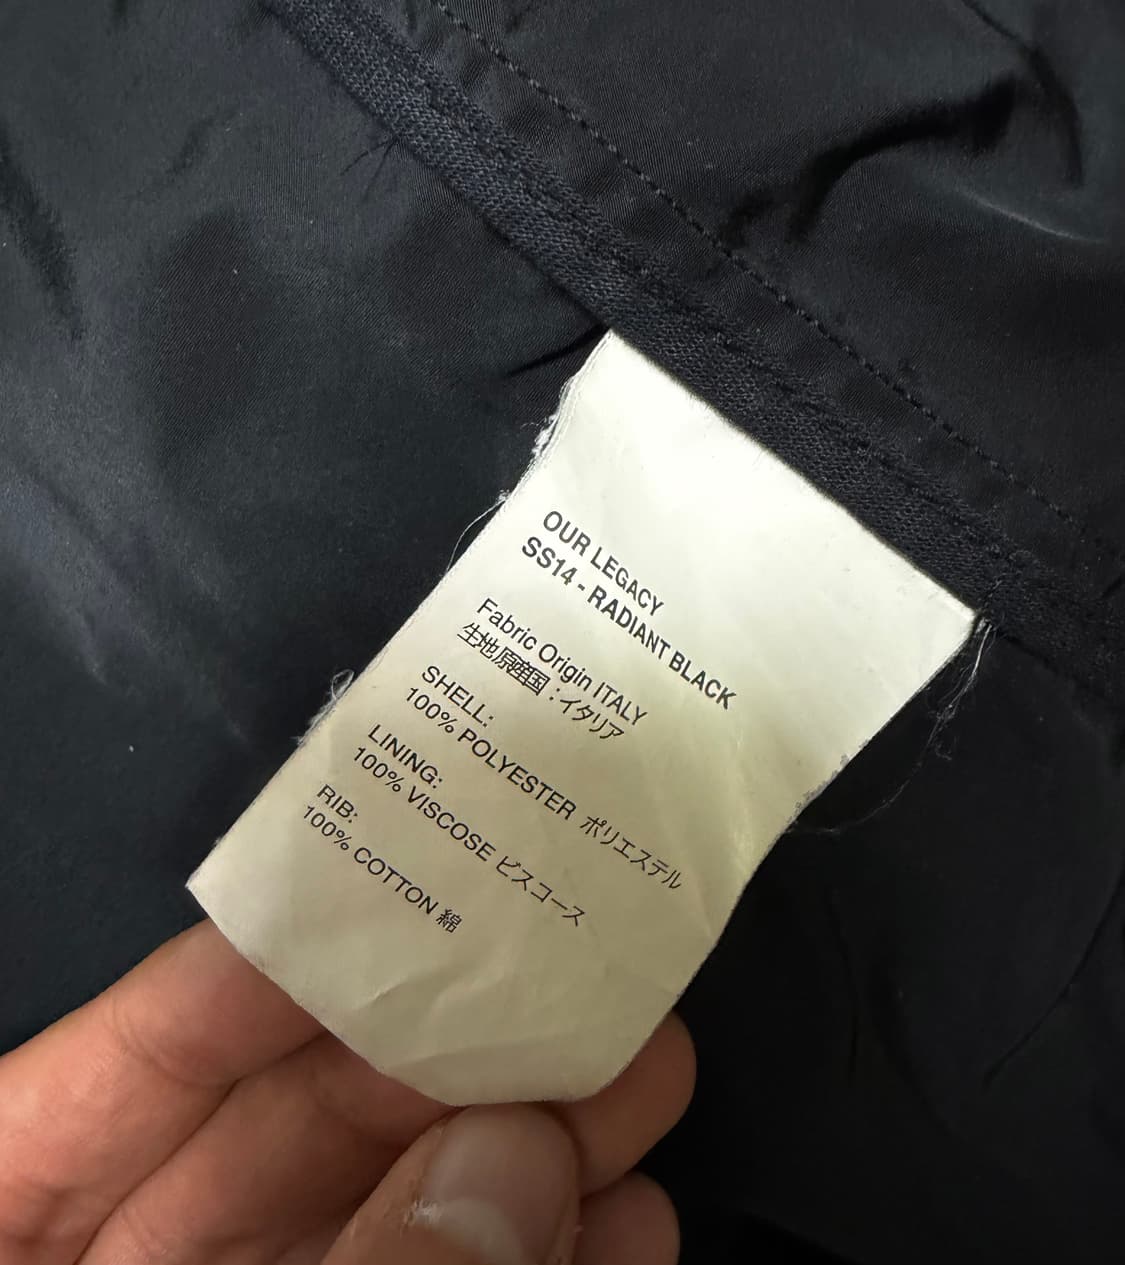 OUR LEGACY
SS14 - RADIANT BLACK
Fabric Origin ITALY
生地原産国 : イタリア
SHELL:
100% POLYESTER ポリエステル
LINING:
100% VISCOSE ビスコース
RIB:
100% COTTON 綿